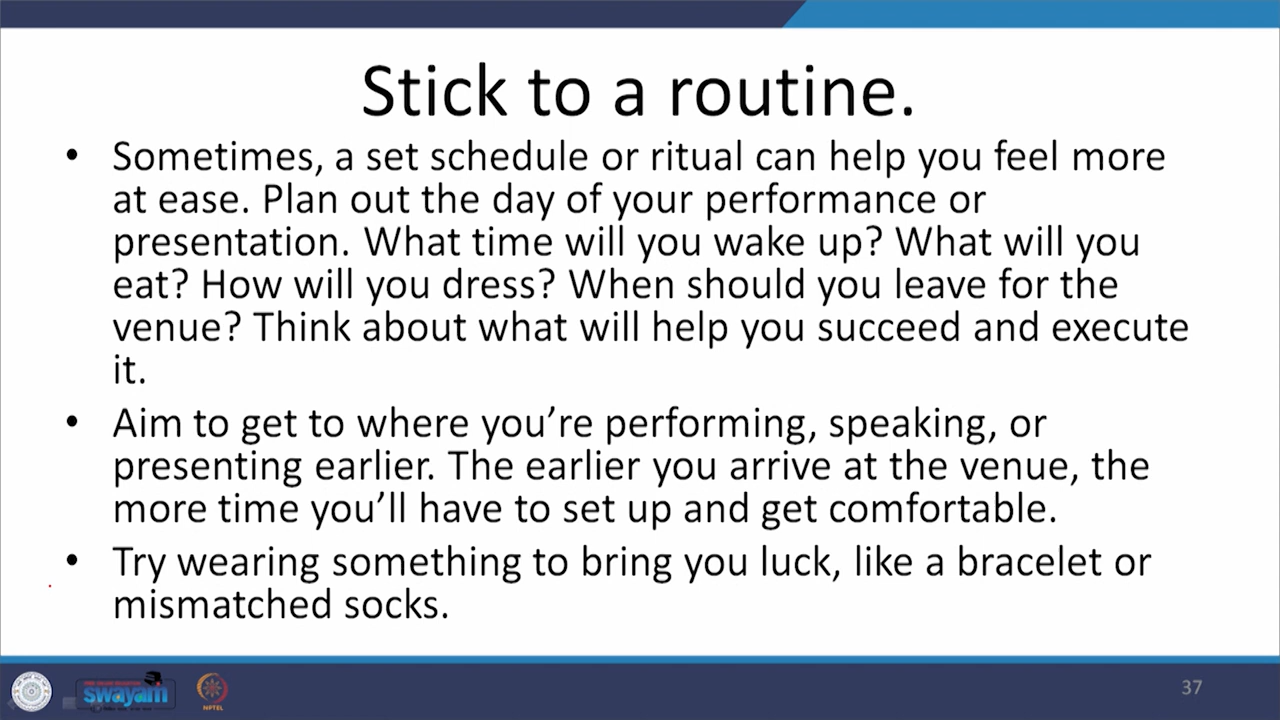 Stick to a routine.
• Sometimes, a set schedule or ritual can help you feel more
at ease. Plan out the day of your performance or
presentation. What time will you wake up? What will you
eat? How will you dress? When should you leave for the
venue? Think about what will help you succeed and execute
it.
• Aim to get to where you’re performing, speaking, or
presenting earlier. The earlier you arrive at the venue, the
more time you’ll have to set up and get comfortable.
• Try wearing something to bring you luck, like a bracelet or
mismatched socks.
swayam
NPTEL
37